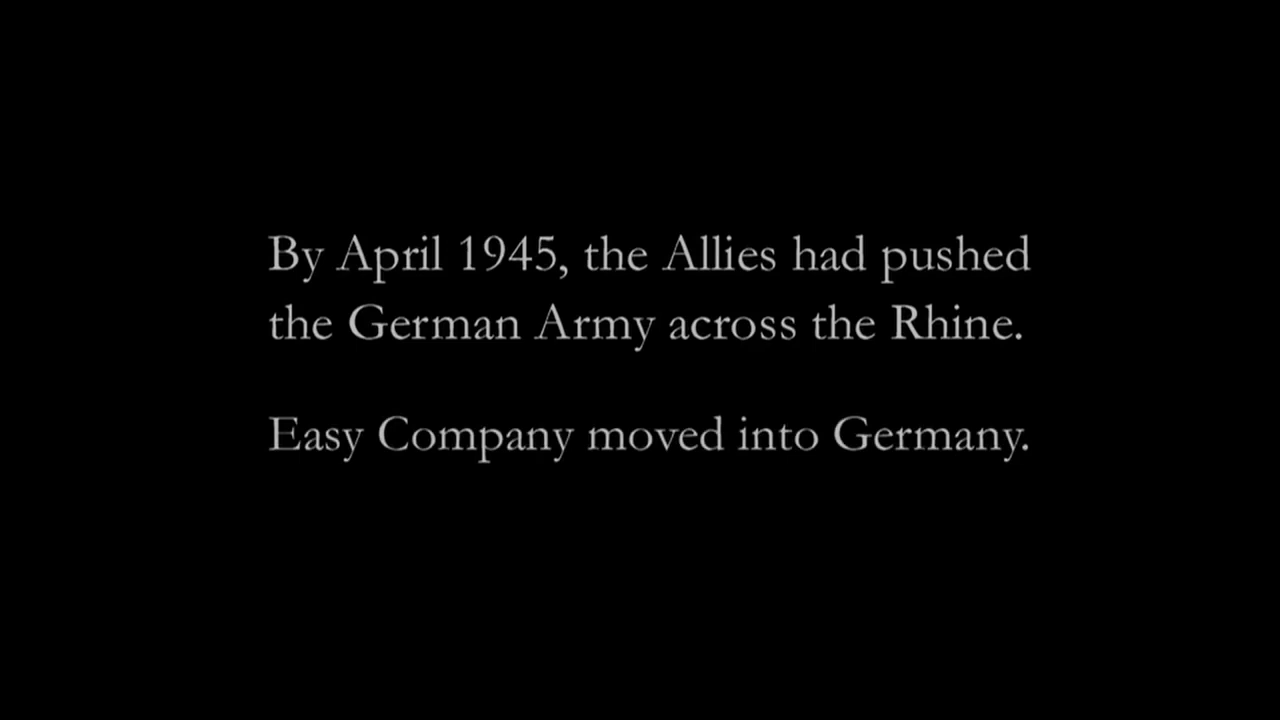 By April 1945, the Allies had pushed
the German Army across the Rhine.
Easy Company moved into Germany.